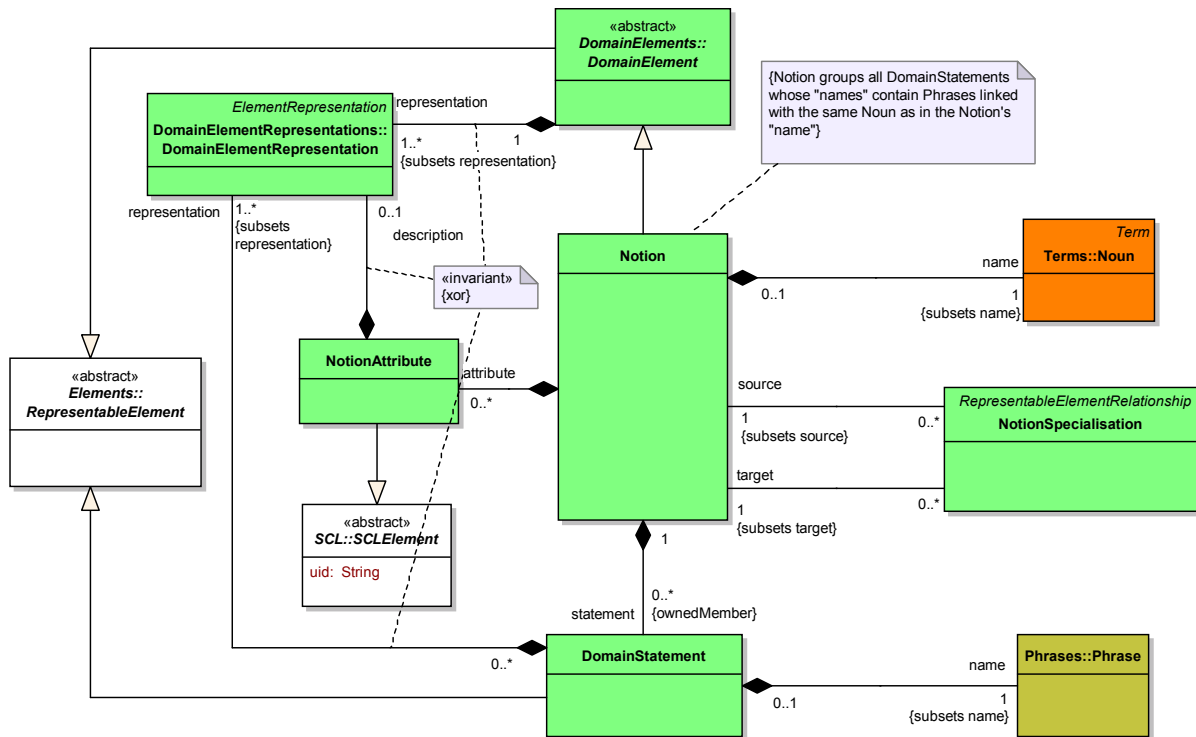 «abstract»
DomainElements::
DomainElement
{Notion groups all DomainStatements
whose "names" contain Phrases linked
with the same Noun as in the Notion's
"name"}
ElementRepresentation
DomainElementRepresentations::
DomainElementRepresentation
representation
1..*
1
{subsets representation}
representation
1..*
{subsets
representation}
0..1
description
«invariant»
{xor}
Notion
name
0..1
1
{subsets name}
Term
Terms::Noun
NotionAttribute
attribute
0..*
«abstract»
Elements::
RepresentableElement
source
1
{subsets source}
0..*
target
1
{subsets target}
0..*
RepresentableElementRelationship
NotionSpecialisation
«abstract»
SCL::SCLElement
uid: String
1
0..*
statement
{ownedMember}
DomainStatement
0..*
name
0..1
1
{subsets name}
Phrases::Phrase